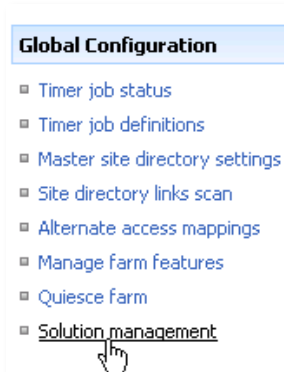 Global Configuration
Timer job status
Timer job definitions
Master site directory settings
Site directory links scan
Alternate access mappings
Manage farm features
Quiesce farm
Solution management